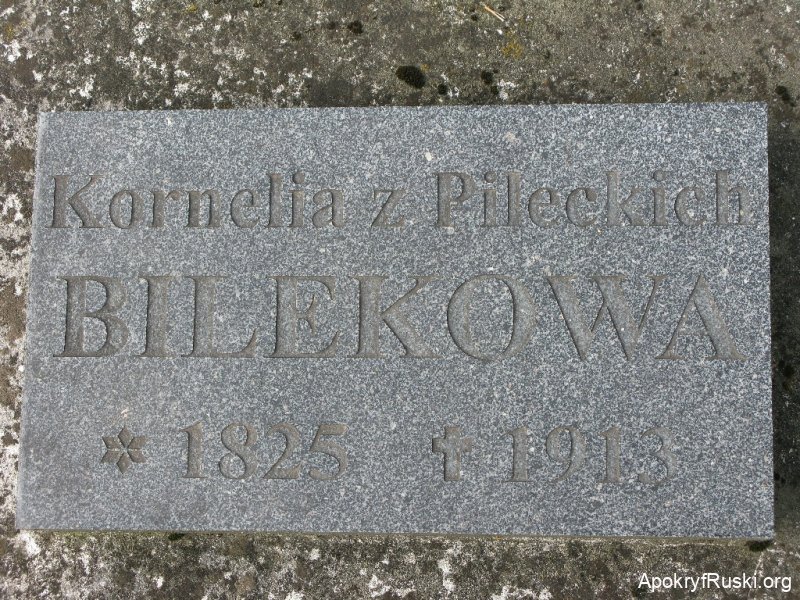 Kornelia z Pileckich
BILEKOWA
* 1825 † 1913
ApokryfRuski.org